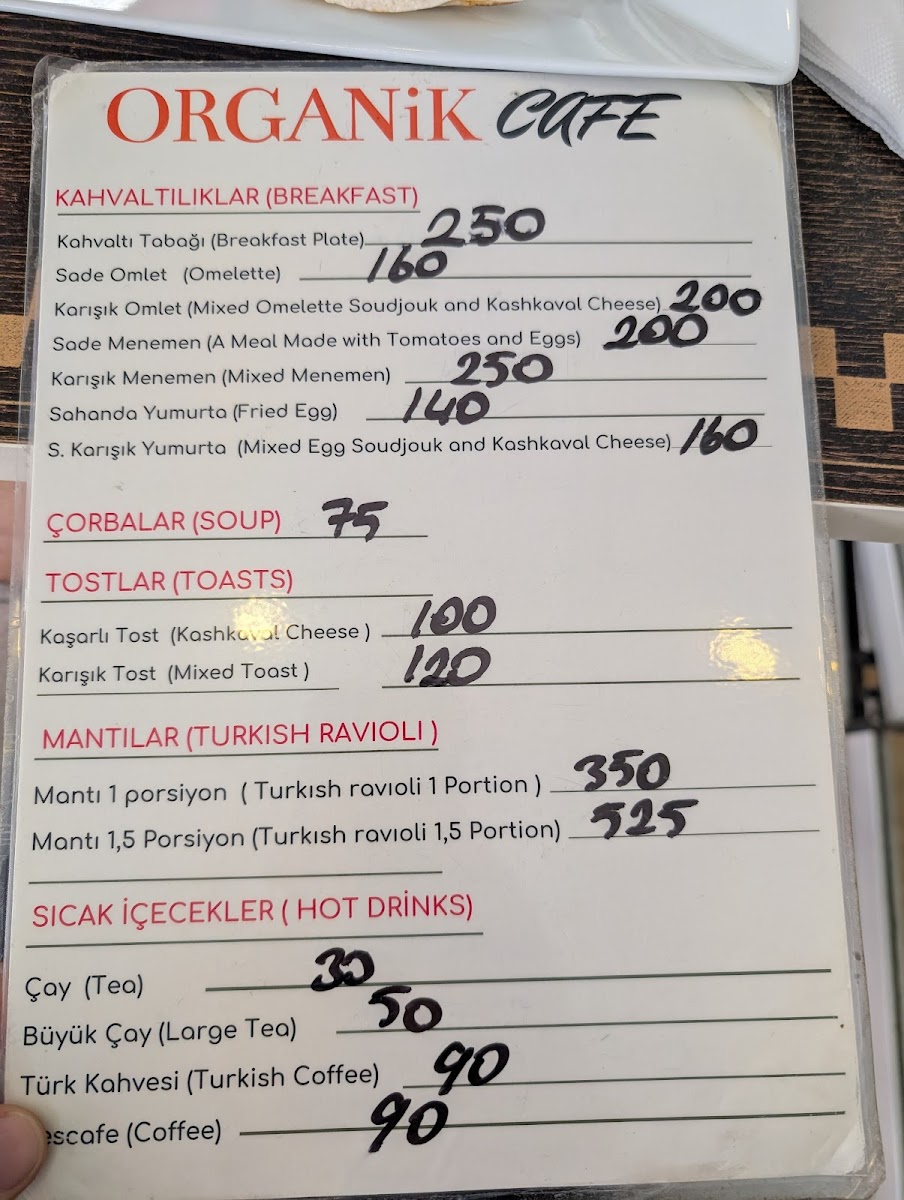 ORGANiK CAFE
KAHVALTILIKLAR (BREAKFAST)
Kahvaltı Tabağı (Breakfast Plate) 250
Sade Omlet (Omelette) 160
Karışık Omlet (Mixed Omelette Soudjouk and Kashkaval Cheese) 200
Sade Menemen (A Meal Made with Tomatoes and Eggs) 200
Karışık Menemen (Mixed Menemen) 250
Sahanda Yumurta (Fried Egg) 140
S. Karışık Yumurta (Mixed Egg Soudjouk and Kashkaval Cheese) 160
ÇORBALAR (SOUP) 75
TOSTLAR (TOASTS)
Kaşarlı Tost (Kashkaval Cheese ) 100
Karışık Tost (Mixed Toast ) 120
MANTILAR (TURKISH RAVIOLI )
Mantı 1 porsiyon ( Turkısh ravıoli 1 Portion ) 350
Mantı 1,5 Porsiyon (Turkısh ravıoli 1,5 Portion) 525
SICAK İÇECEKLER ( HOT DRİNKS)
Çay (Tea) 30
Büyük Çay (Large Tea) 50
Türk Kahvesi (Turkish Coffee) 90
escafe (Coffee) 90